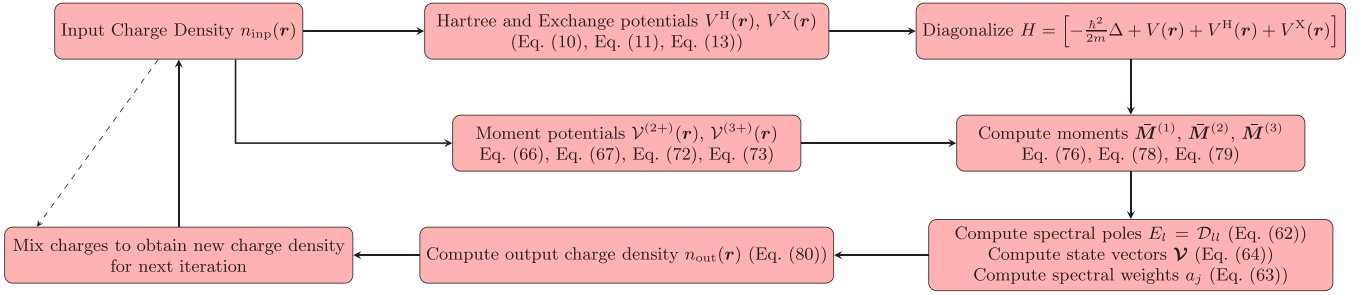 Input Charge Density n_inp(r)
Hartree and Exchange potentials V^H(r), V^X(r)
(Eq. (10), Eq. (11), Eq. (13))
Diagonalize H = [−ℏ²/2m Δ + V(r) + V^H(r) + V^X(r)]
Moment potentials 𝒱^(2+)(r), 𝒱^(3+)(r)
Eq. (66), Eq. (67), Eq. (72), Eq. (73)
Compute moments M̄^(1), M̄^(2), M̄^(3)
Eq. (76), Eq. (78), Eq. (79)
Compute spectral poles E_l = 𝒟_ll (Eq. (62))
Compute state vectors 𝓥 (Eq. (64))
Compute spectral weights a_j (Eq. (63))
Compute output charge density n_out(r) (Eq. (80))
Mix charges to obtain new charge density
for next iteration